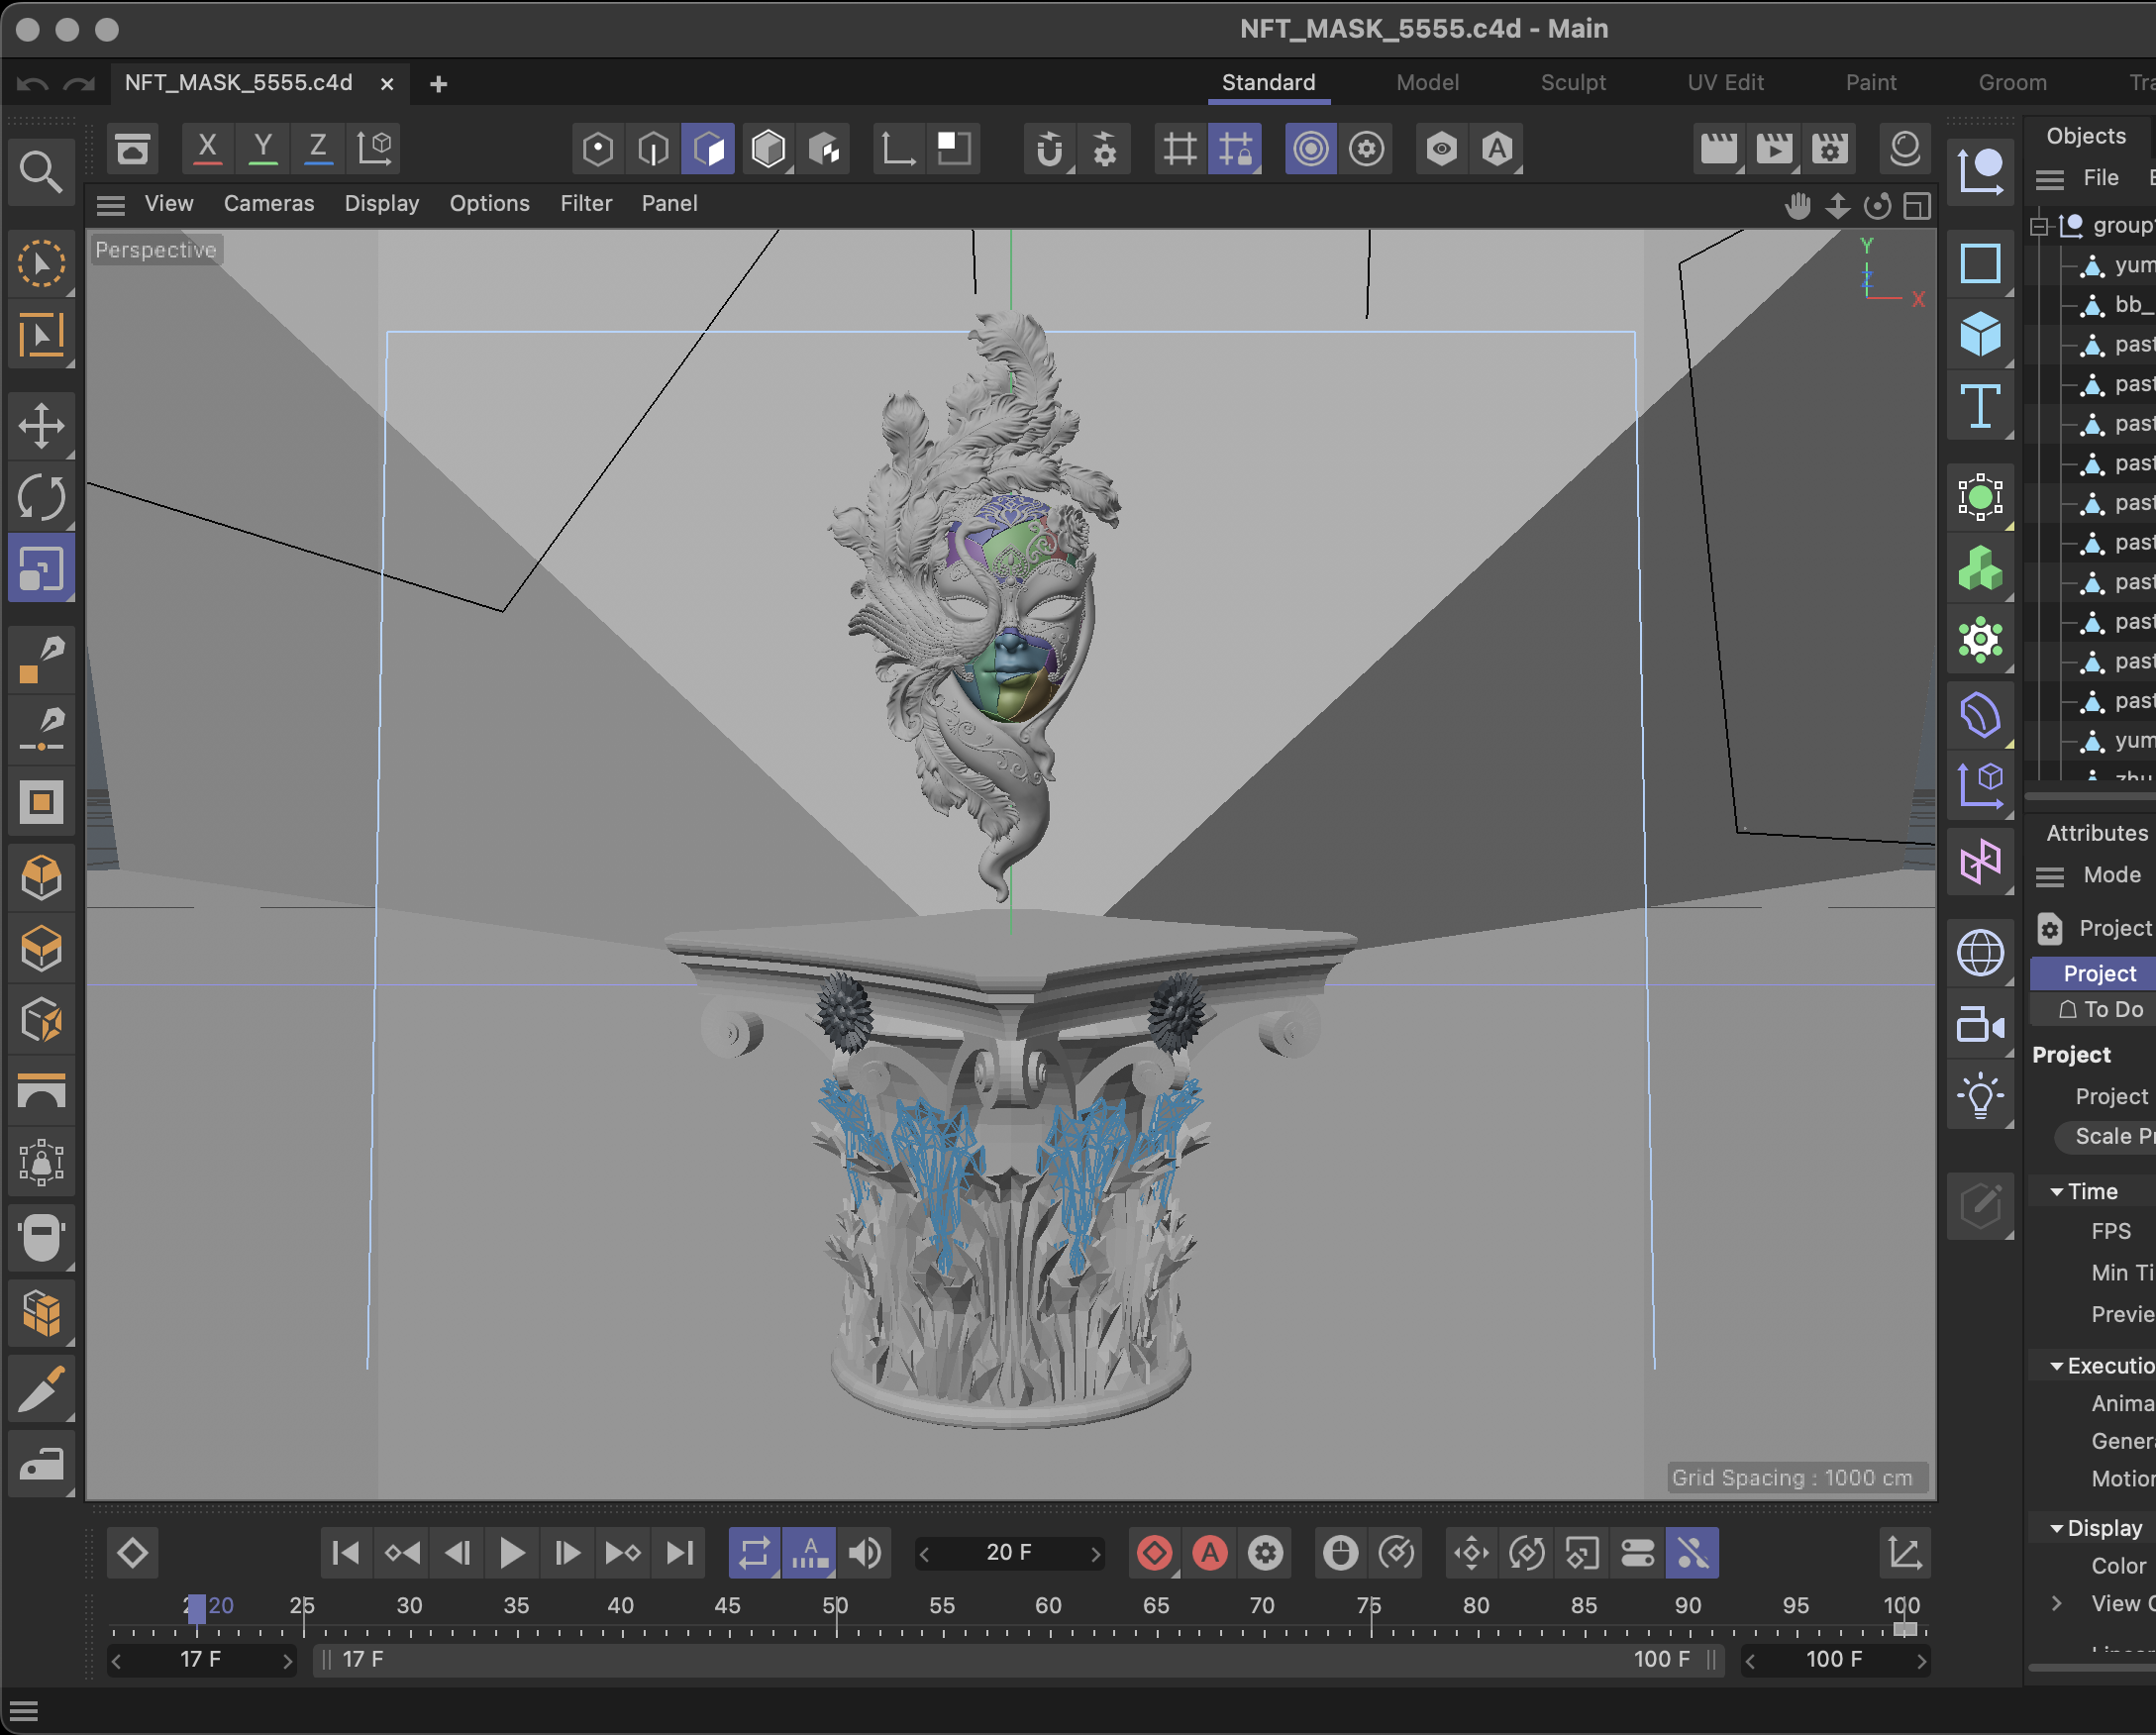 NFT_MASK_5555.c4d - Main
NFT_MASK_5555.c4d × +
Standard Model Sculpt UV Edit Paint Groom Tra
X Y Z
Objects
File
View Cameras Display Options Filter Panel
Perspective
Y
Z
X
group
yum
bb_
past
past
past
past
past
past
past
past
past
past
yum
Attributes
Mode
Project
Project
To Do
Project
Project
Scale Pr
Time
FPS
Min Ti
Previe
Executio
Anima
Genera
Motion
Display
Color
View C
Grid Spacing : 1000 cm
A
20 F
A
20 25 30 35 40 45 50 55 60 65 70 75 80 85 90 95 100
17 F 17 F 100 F 100 F